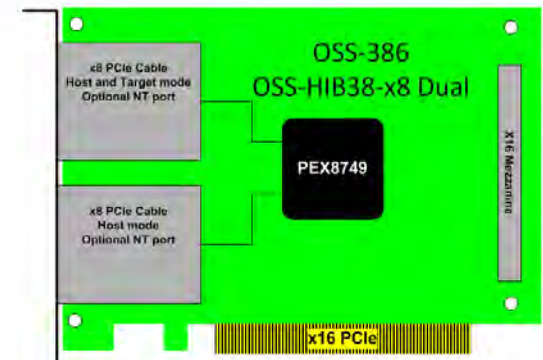 OSS-386
OSS-HIB38-x8 Dual
x8 PCIe Cable
Host and Target mode
Optional NT port
PEX8749
X16 Mezzanine
x8 PCIe Cable
Host mode
Optional NT port
x16 PCIe